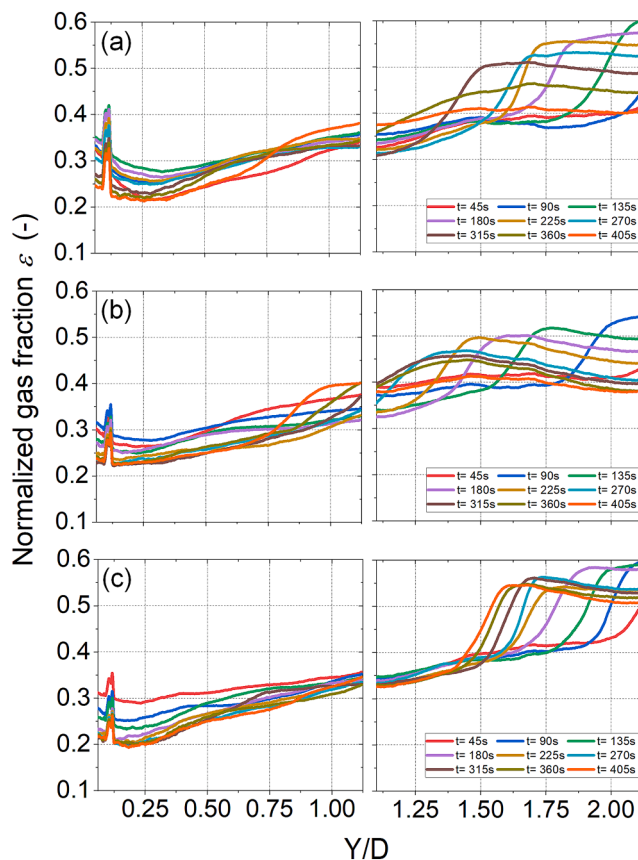 Normalized gas fraction ε (-)
(a)
0.6
0.5
0.4
0.3
0.2
0.1
t= 45s t= 90s t= 135s
t= 180s t= 225s t= 270s
t= 315s t= 360s t= 405s
(b)
0.6
0.5
0.4
0.3
0.2
0.1
t= 45s t= 90s t= 135s
t= 180s t= 225s t= 270s
t= 315s t= 360s t= 405s
(c)
0.6
0.5
0.4
0.3
0.2
0.1
t= 45s t= 90s t= 135s
t= 180s t= 225s t= 270s
t= 315s t= 360s t= 405s
0.25 0.50 0.75 1.00 1.25 1.50 1.75 2.00
Y/D